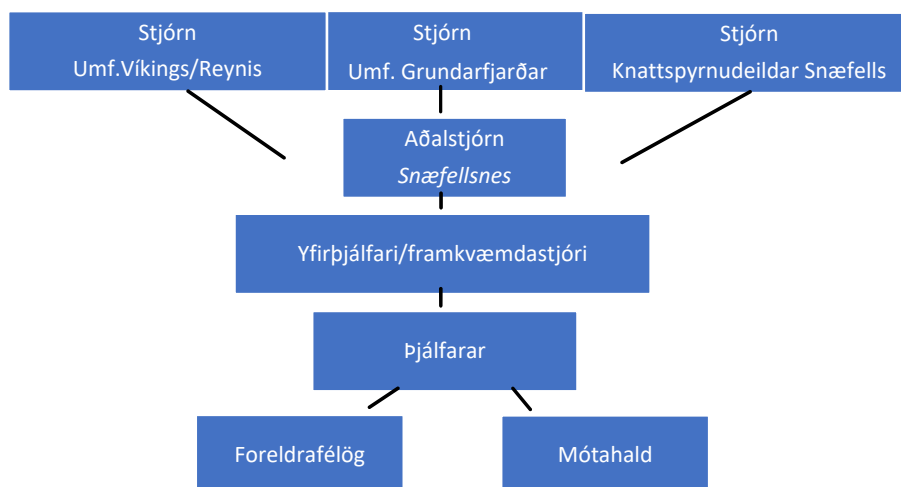 Stjórn
Umf.Víkings/Reynis
Stjórn
Umf. Grundarfjarðar
Stjórn
Knattspyrnudeildar Snæfells
Aðalstjórn
Snæfellsnes
Yfirþjálfari/framkvæmdastjóri
Þjálfarar
Foreldrafélög
Mótahald